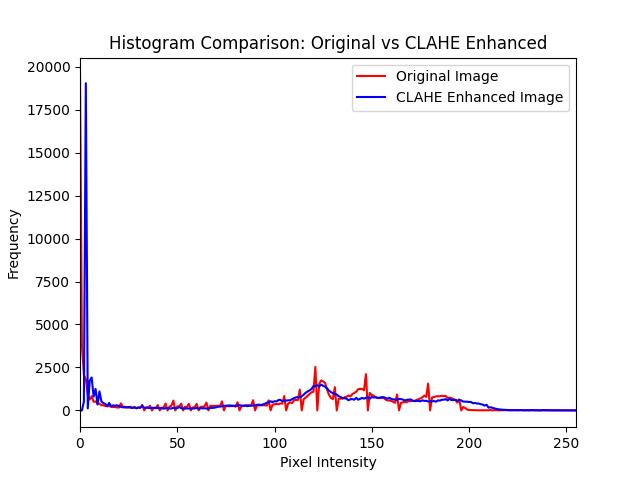 Histogram Comparison: Original vs CLAHE Enhanced
Original Image
CLAHE Enhanced Image
20000
17500
15000
12500
10000
7500
5000
2500
0
Frequency
0 50 100 150 200 250
Pixel Intensity